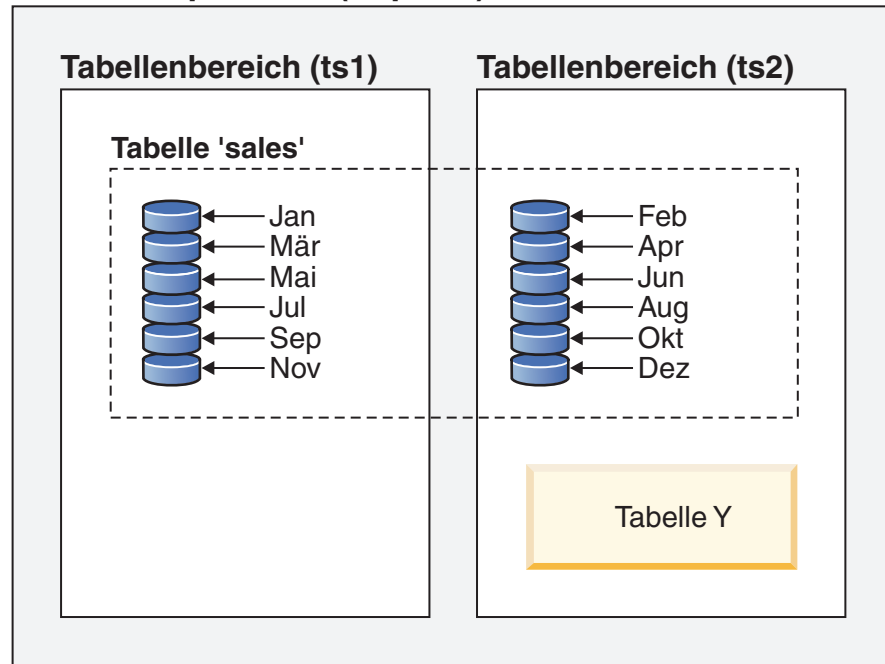 Tabellenbereich (ts1)
Tabellenbereich (ts2)
Tabelle 'sales'
Jan
Mär
Mai
Jul
Sep
Nov
Feb
Apr
Jun
Aug
Okt
Dez
Tabelle Y